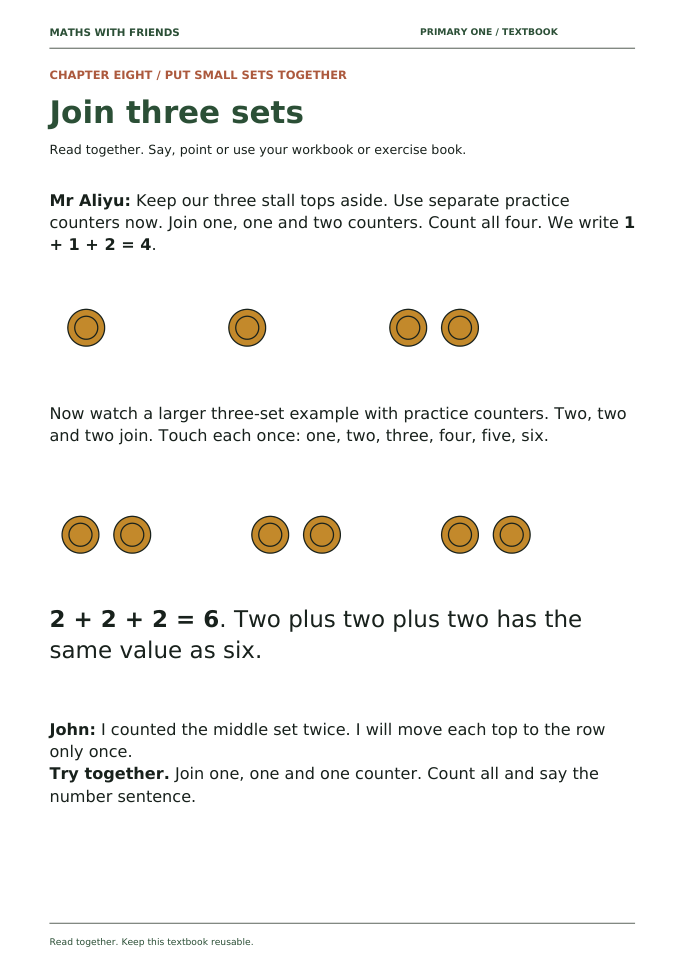 MATHS WITH FRIENDS
PRIMARY ONE / TEXTBOOK
CHAPTER EIGHT / PUT SMALL SETS TOGETHER
Join three sets
Read together. Say, point or use your workbook or exercise book.
Mr Aliyu: Keep our three stall tops aside. Use separate practice
counters now. Join one, one and two counters. Count all four. We write 1
+ 1 + 2 = 4.
Now watch a larger three-set example with practice counters. Two, two
and two join. Touch each once: one, two, three, four, five, six.
2 + 2 + 2 = 6. Two plus two plus two has the
same value as six.
John: I counted the middle set twice. I will move each top to the row
only once.
Try together. Join one, one and one counter. Count all and say the
number sentence.
Read together. Keep this textbook reusable.